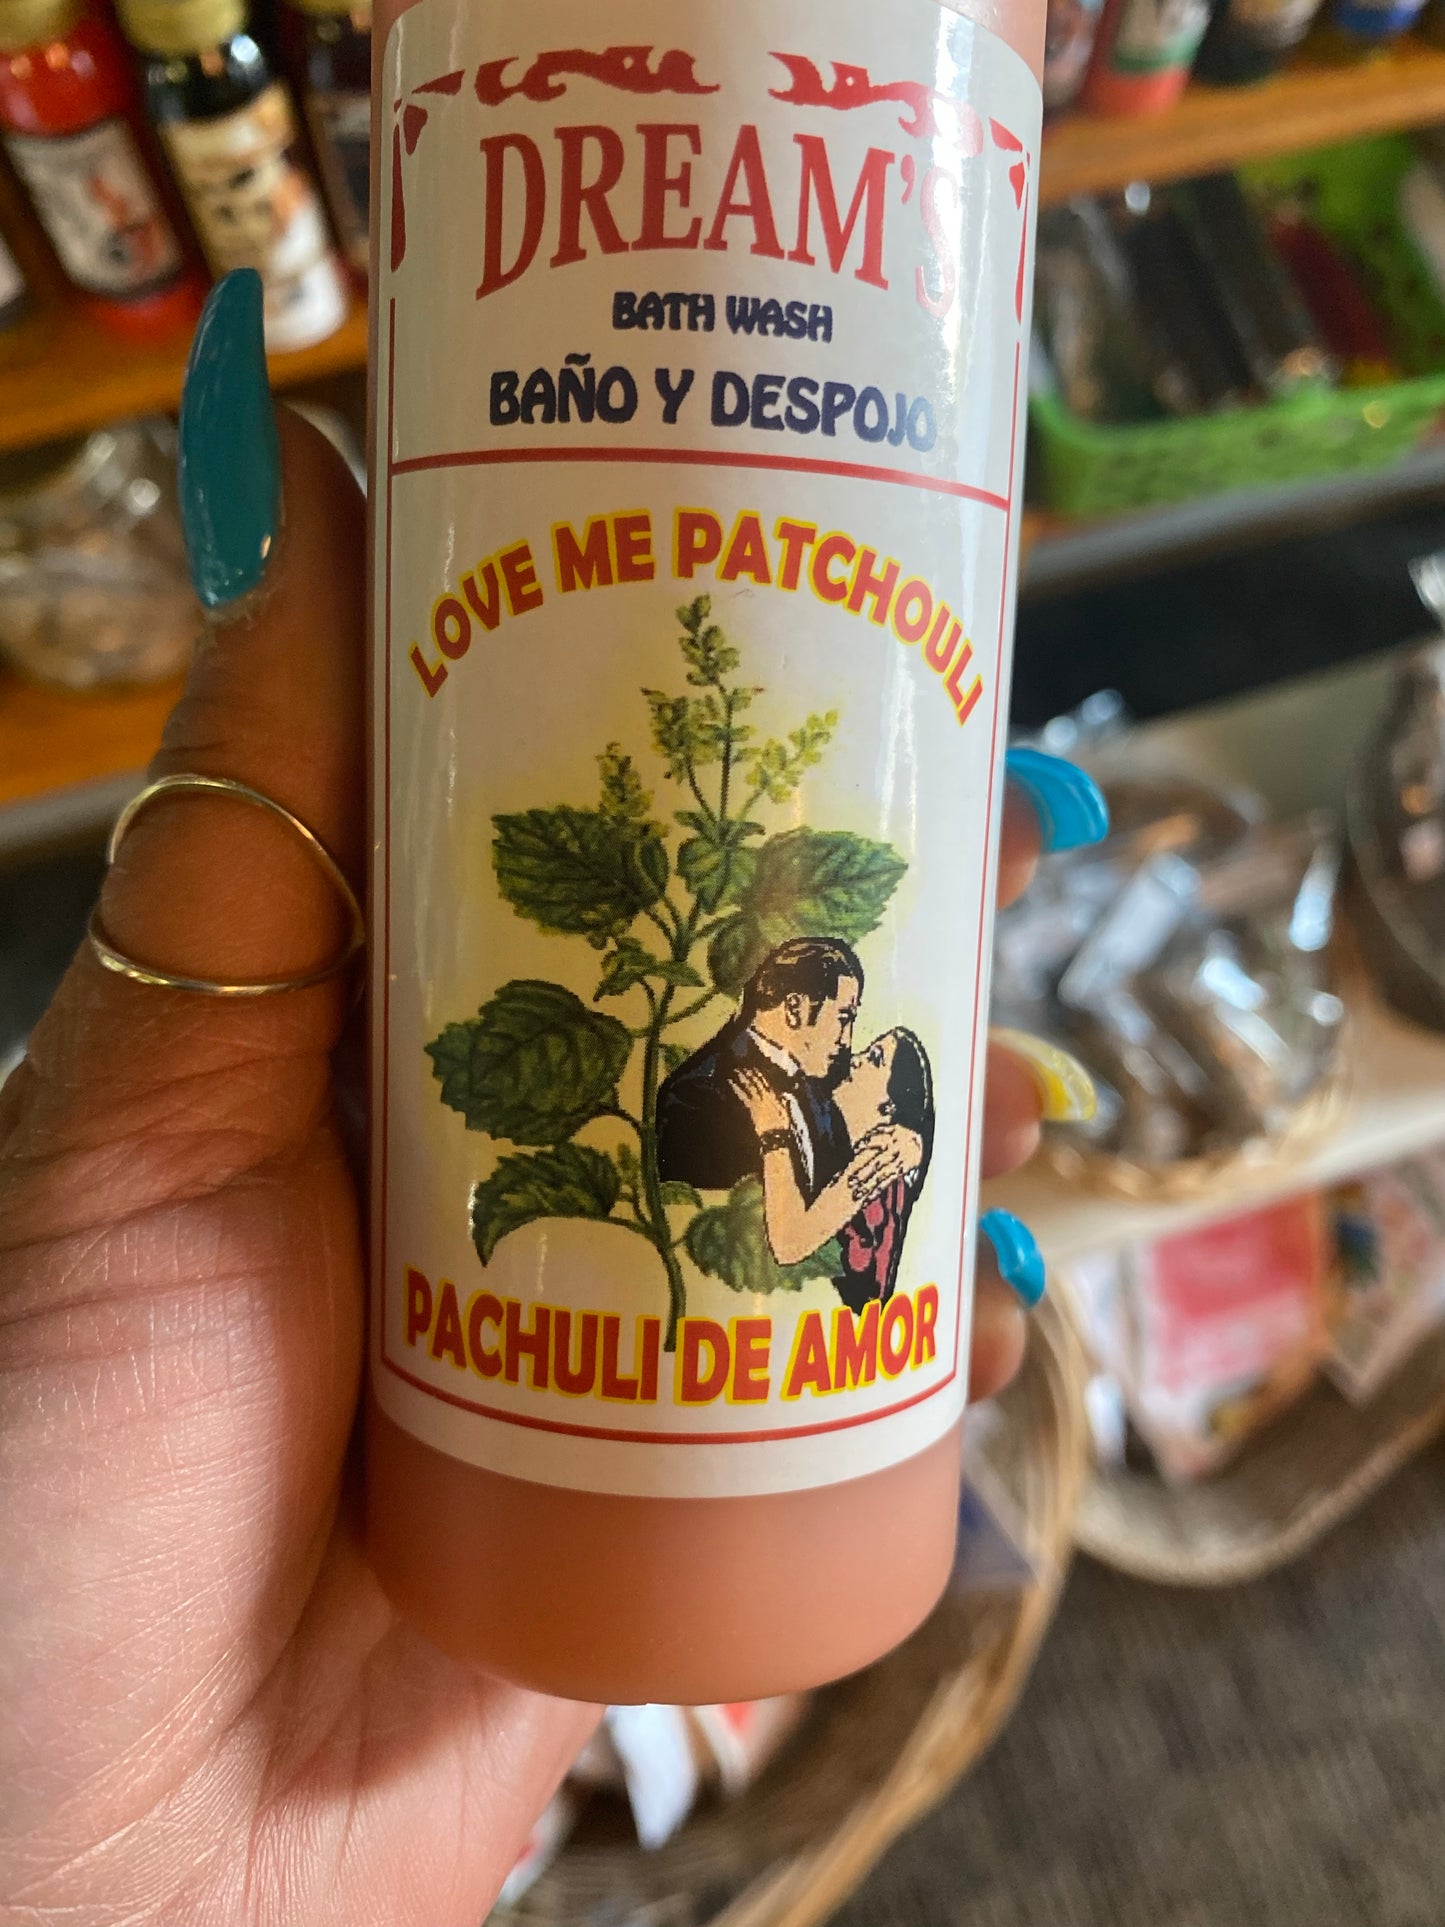 DREAM'S
BATH WASH
BAÑO Y DESPOJO
LOVE ME PATCHOULI
PACHULI DE AMOR